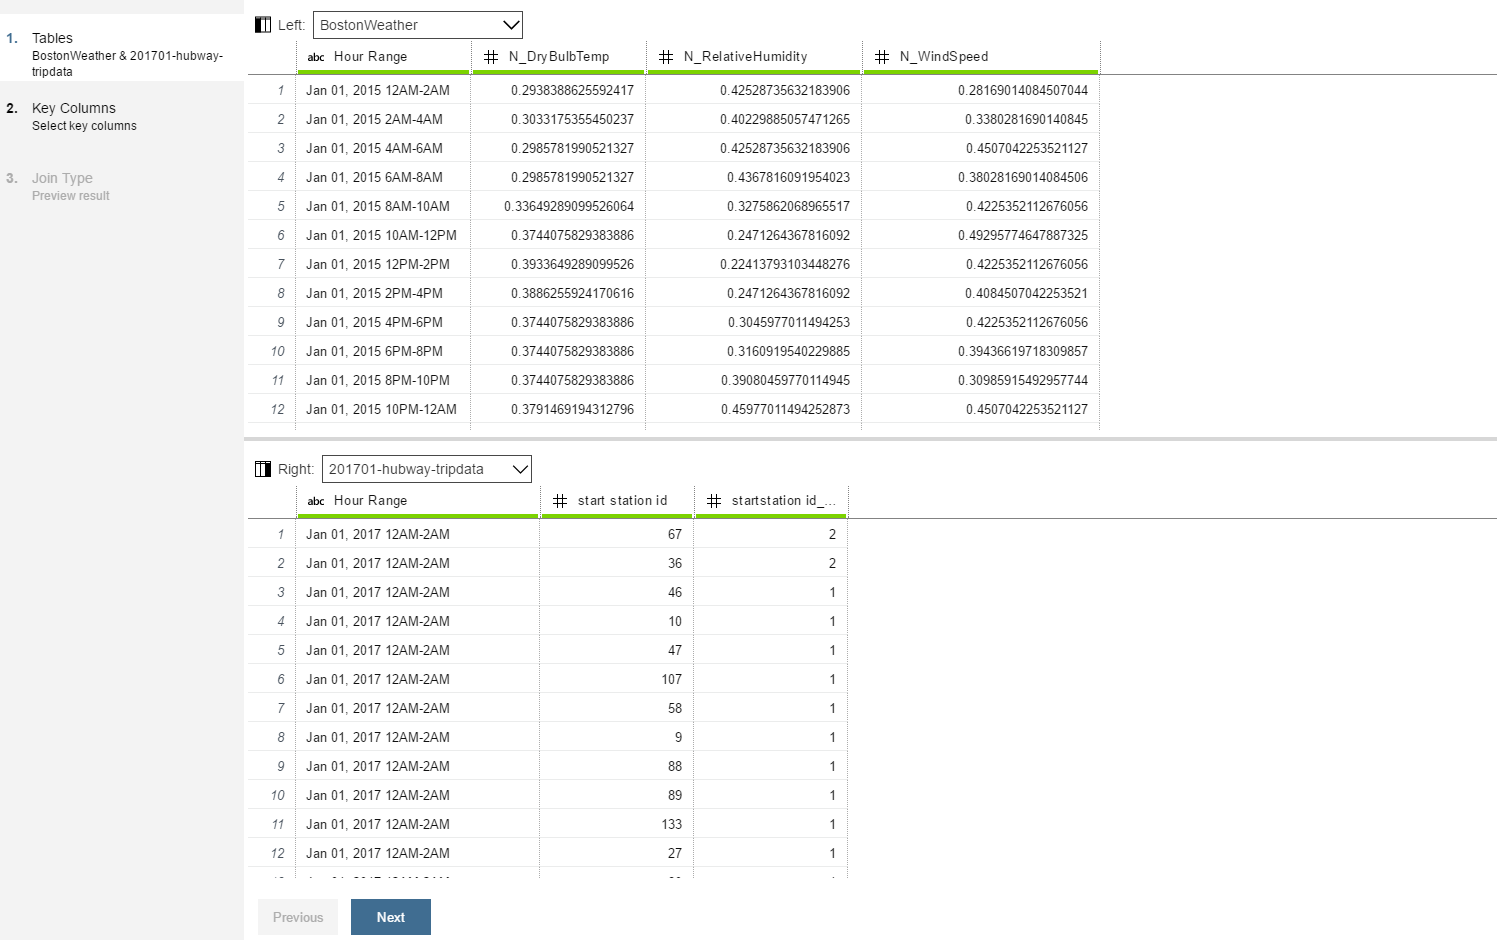 1. Tables
BostonWeather & 201701-hubway-
tripdata
2. Key Columns
Select key columns
3. Join Type
Preview result
Left: BostonWeather
abc Hour Range N_DryBulbTemp N_RelativeHumidity N_WindSpeed
1 Jan 01, 2015 12AM-2AM 0.2938388625592417 0.42528735632183906 0.28169014084507044
2 Jan 01, 2015 2AM-4AM 0.3033175355450237 0.40229885057471265 0.3380281690140845
3 Jan 01, 2015 4AM-6AM 0.2985781990521327 0.42528735632183906 0.4507042253521127
4 Jan 01, 2015 6AM-8AM 0.2985781990521327 0.4367816091954023 0.38028169014084506
5 Jan 01, 2015 8AM-10AM 0.33649289099526064 0.3275862068965517 0.4225352112676056
6 Jan 01, 2015 10AM-12PM 0.3744075829383886 0.2471264367816092 0.49295774647887325
7 Jan 01, 2015 12PM-2PM 0.3933649289099526 0.22413793103448276 0.4225352112676056
8 Jan 01, 2015 2PM-4PM 0.3886255924170616 0.2471264367816092 0.4084507042253521
9 Jan 01, 2015 4PM-6PM 0.3744075829383886 0.3045977011494253 0.4225352112676056
10 Jan 01, 2015 6PM-8PM 0.3744075829383886 0.3160919540229885 0.39436619718309857
11 Jan 01, 2015 8PM-10PM 0.3744075829383886 0.39080459770114945 0.30985915492957744
12 Jan 01, 2015 10PM-12AM 0.3791469194312796 0.45977011494252873 0.4507042253521127
Right: 201701-hubway-tripdata
abc Hour Range start station id startstation id_...
1 Jan 01, 2017 12AM-2AM 67 2
2 Jan 01, 2017 12AM-2AM 36 2
3 Jan 01, 2017 12AM-2AM 46 1
4 Jan 01, 2017 12AM-2AM 10 1
5 Jan 01, 2017 12AM-2AM 47 1
6 Jan 01, 2017 12AM-2AM 107 1
7 Jan 01, 2017 12AM-2AM 58 1
8 Jan 01, 2017 12AM-2AM 9 1
9 Jan 01, 2017 12AM-2AM 88 1
10 Jan 01, 2017 12AM-2AM 89 1
11 Jan 01, 2017 12AM-2AM 133 1
12 Jan 01, 2017 12AM-2AM 27 1
Previous Next